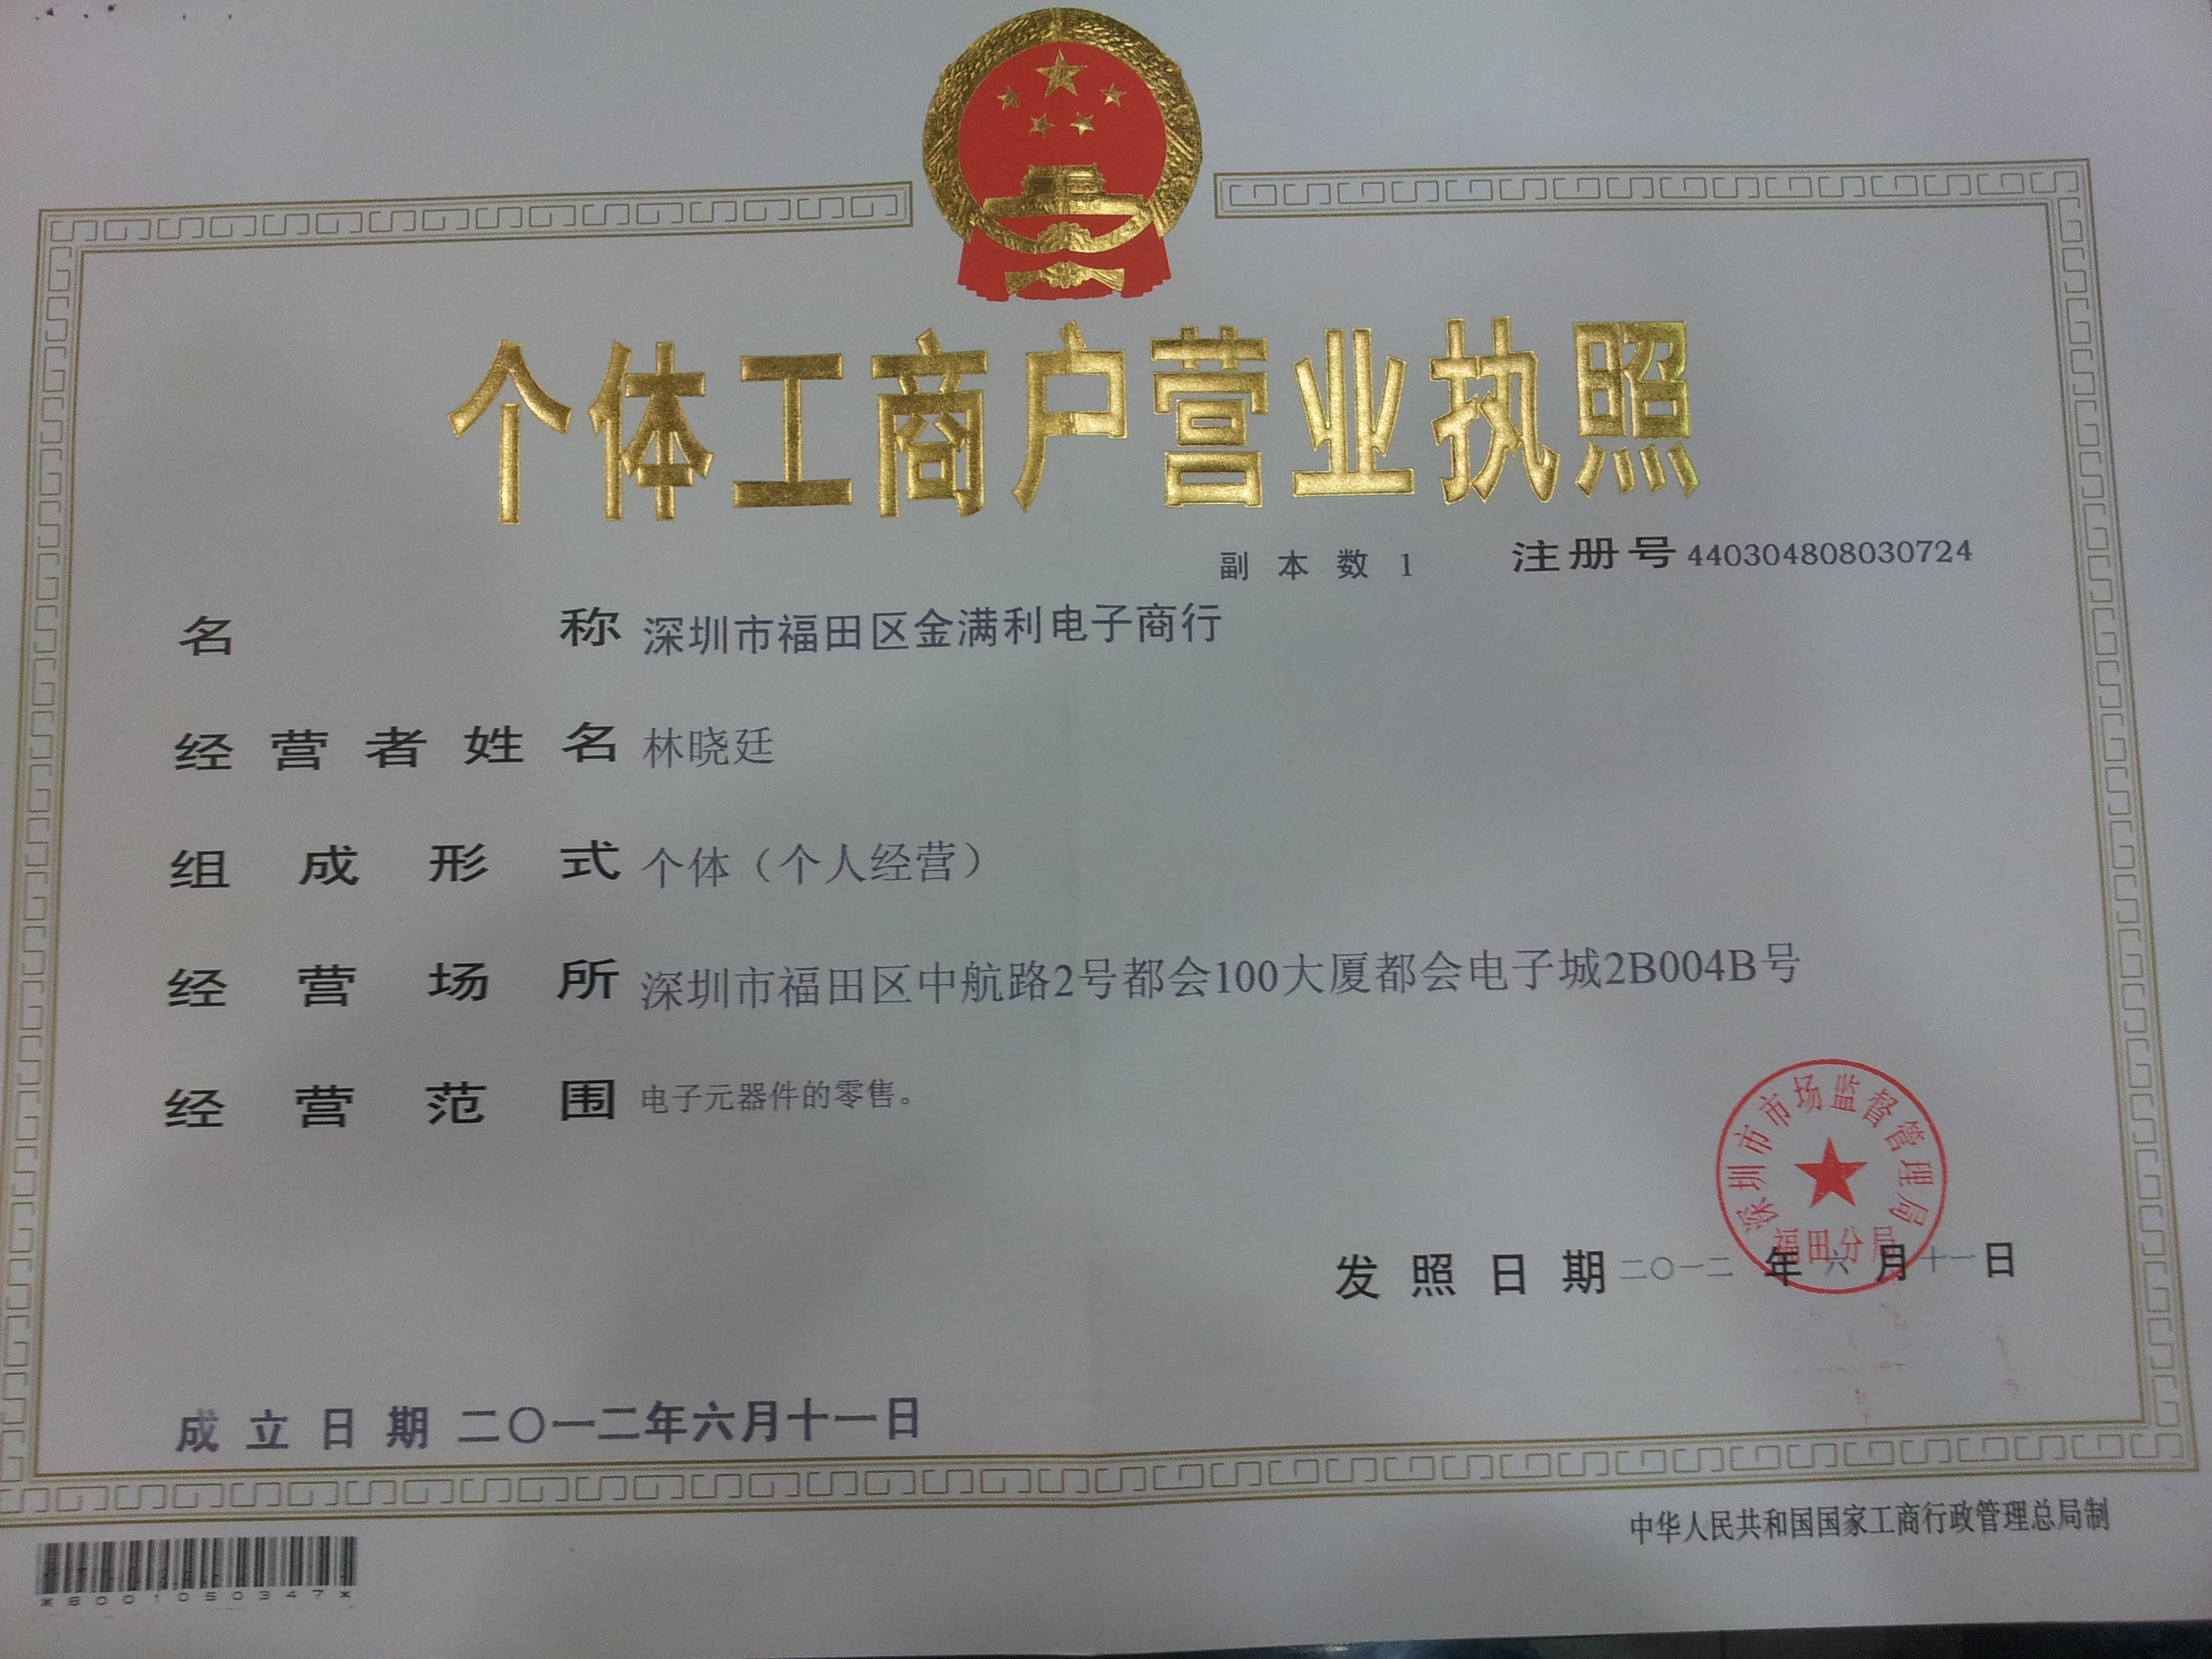 个体工商户营业执照
副本数 1 注册号 440304808030724
名称 深圳市福田区金满利电子商行
经营者姓名 林晓廷
组成形式 个体（个人经营）
经营场所 深圳市福田区中航路2号都会100大厦都会电子城2B004B号
经营范围 电子元器件的零售。
深圳市市场监督管理局
福田分局
发照日期 二〇一二年六月十一日
成立日期 二〇一二年六月十一日
中华人民共和国国家工商行政管理总局制
*8001050347*